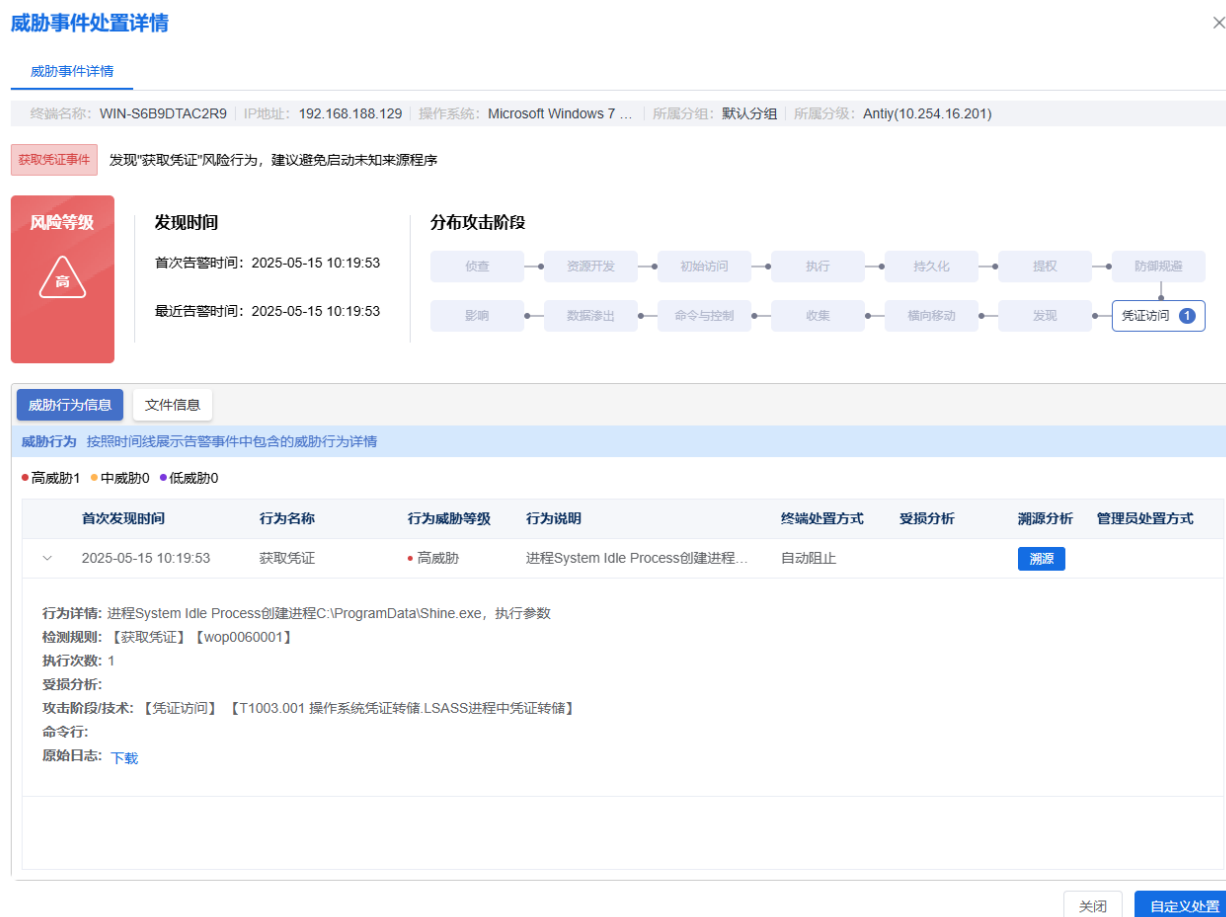 威胁事件处置详情
威胁事件详情
终端名称: WIN-S6B9DTAC2R9 IP地址: 192.168.188.129 操作系统: Microsoft Windows 7 ... 所属分组: 默认分组 所属分级: Antiy(10.254.16.201)
获取凭证事件 发现"获取凭证"风险行为，建议避免启动未知来源程序
风险等级
高
发现时间
首次告警时间：2025-05-15 10:19:53
最近告警时间：2025-05-15 10:19:53
分布攻击阶段
侦查 资源开发 初始访问 执行 持久化 提权 防御规避
影响 数据渗出 命令与控制 收集 横向移动 发现 凭证访问 1
威胁行为信息 文件信息
威胁行为 按照时间线展示告警事件中包含的威胁行为详情
高威胁1 中威胁0 低威胁0
首次发现时间 行为名称 行为威胁等级 行为说明 终端处置方式 受损分析 溯源分析 管理员处置方式
2025-05-15 10:19:53 获取凭证 高威胁 进程System Idle Process创建进程... 自动阻止 溯源
行为详情: 进程System Idle Process创建进程C:\ProgramData\Shine.exe，执行参数
检测规则: 【获取凭证】【wop0060001】
执行次数: 1
受损分析:
攻击阶段/技术: 【凭证访问】 【T1003.001 操作系统凭证转储.LSASS进程中凭证转储】
命令行:
原始日志: 下载
关闭 自定义处置